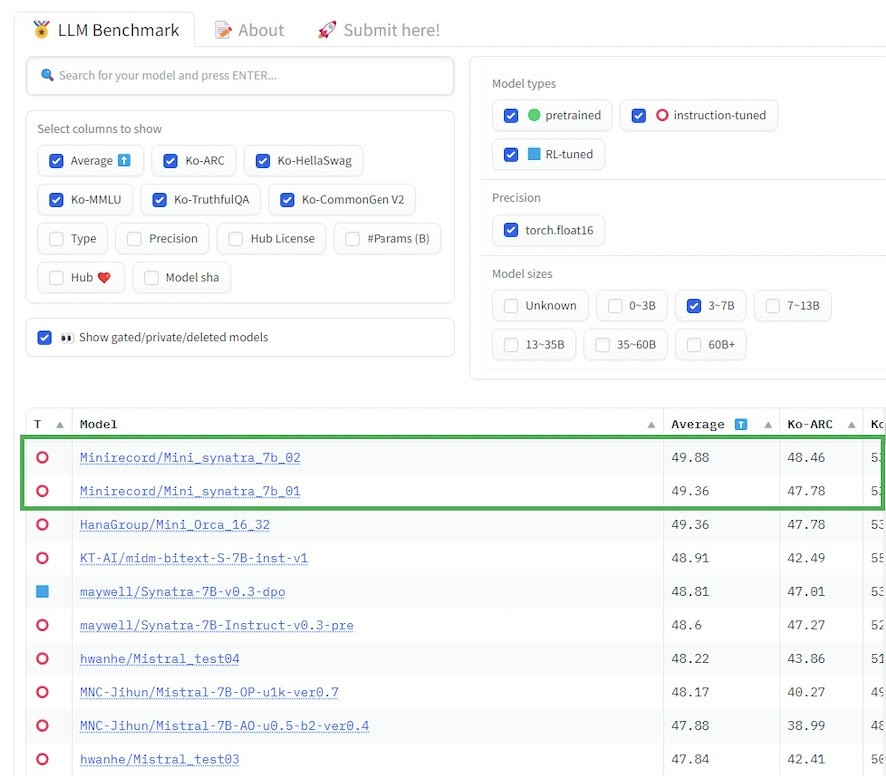 LLM Benchmark About Submit here!
Search for your model and press ENTER...
Select columns to show
Average Ko-ARC Ko-HellaSwag
Ko-MMLU Ko-TruthfulQA Ko-CommonGen V2
Type Precision Hub License #Params (B)
Hub Model sha
Show gated/private/deleted models
Model types
pretrained instruction-tuned
RL-tuned
Precision
torch.float16
Model sizes
Unknown 0~3B 3~7B 7~13B
13~35B 35~60B 60B+
T Model Average Ko-ARC
Minirecord/Mini_synatra_7b_02 49.88 48.46
Minirecord/Mini_synatra_7b_01 49.36 47.78
HanaGroup/Mini_Orca_16_32 49.36 47.78
KT-AI/midm-bitext-S-7B-inst-v1 48.91 42.49
maywell/Synatra-7B-v0.3-dpo 48.81 47.01
maywell/Synatra-7B-Instruct-v0.3-pre 48.6 47.27
hwanhe/Mistral_test04 48.22 43.86
MNC-Jihun/Mistral-7B-OP-u1k-ver0.7 48.17 40.27
MNC-Jihun/Mistral-7B-AO-u0.5-b2-ver0.4 47.88 38.99
hwanhe/Mistral_test03 47.84 42.41